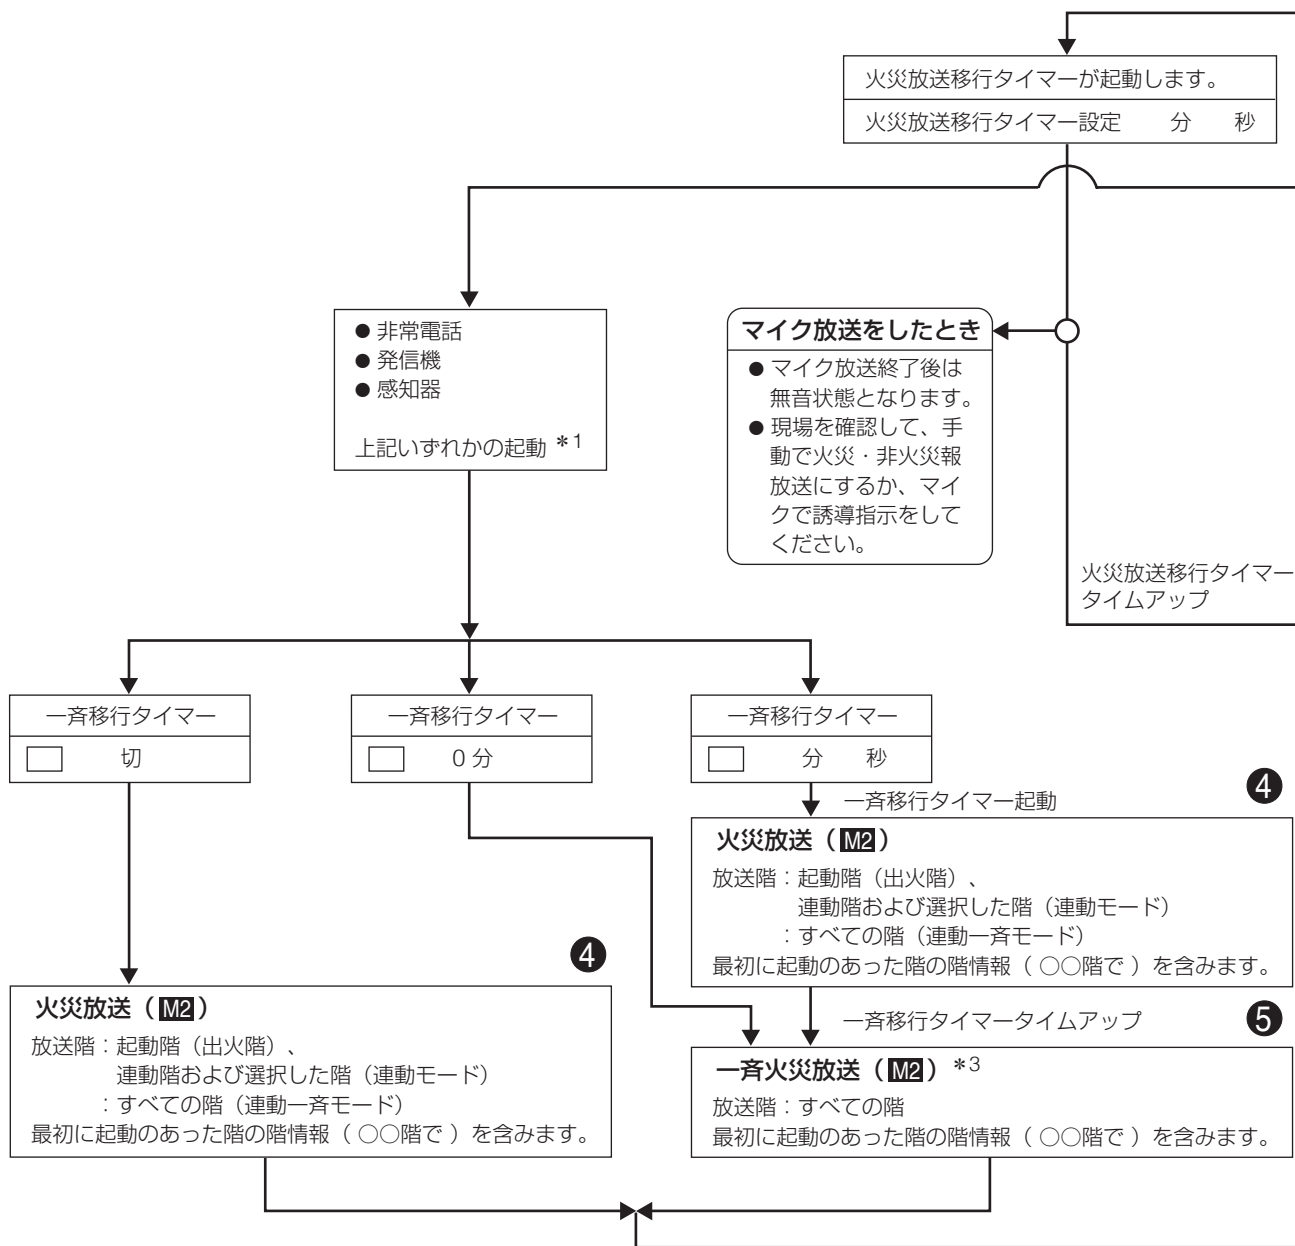 火災放送移行タイマーが起動します。
火災放送移行タイマー設定 分 秒
● 非常電話
● 発信機
● 感知器
上記いずれかの起動 *1
マイク放送をしたとき
● マイク放送終了後は
無音状態となります。
● 現場を確認して、手
動で火災・非火災報
放送にするか、マイ
クで誘導指示をして
ください。
火災放送移行タイマー
タイムアップ
一斉移行タイマー
切
一斉移行タイマー
0分
一斉移行タイマー
分 秒
一斉移行タイマー起動
④
火災放送（M2）
放送階：起動階（出火階）、
連動階および選択した階（連動モード）
：すべての階（連動一斉モード）
最初に起動のあった階の階情報（ ○○階で ）を含みます。
④
火災放送（M2）
放送階：起動階（出火階）、
連動階および選択した階（連動モード）
：すべての階（連動一斉モード）
最初に起動のあった階の階情報（ ○○階で ）を含みます。
一斉移行タイマータイムアップ
⑤
一斉火災放送（M2）*3
放送階：すべての階
最初に起動のあった階の階情報（ ○○階で ）を含みます。